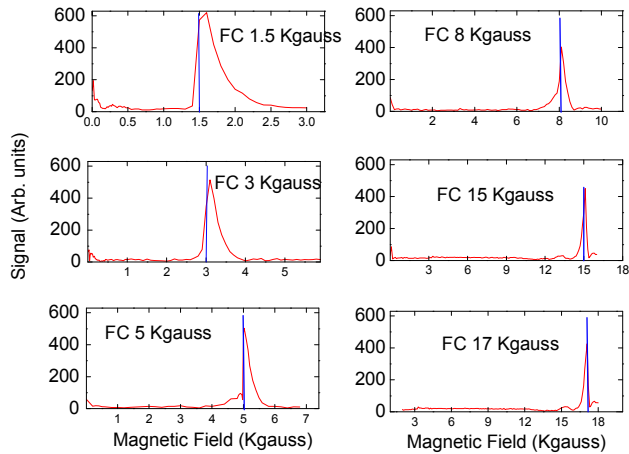 Signal (Arb. units)
600
400
200
0
FC 1.5 Kgauss
0.0 0.5 1.0 1.5 2.0 2.5 3.0
600
400
200
0
FC 8 Kgauss
2 4 6 8 10
600
400
200
0
FC 3 Kgauss
1 2 3 4 5
600
400
200
0
FC 15 Kgauss
3 6 9 12 15 18
600
400
200
0
FC 5 Kgauss
0 1 2 3 4 5 6 7
Magnetic Field (Kgauss)
600
400
200
0
FC 17 Kgauss
3 6 9 12 15 18
Magnetic Field (Kgauss)